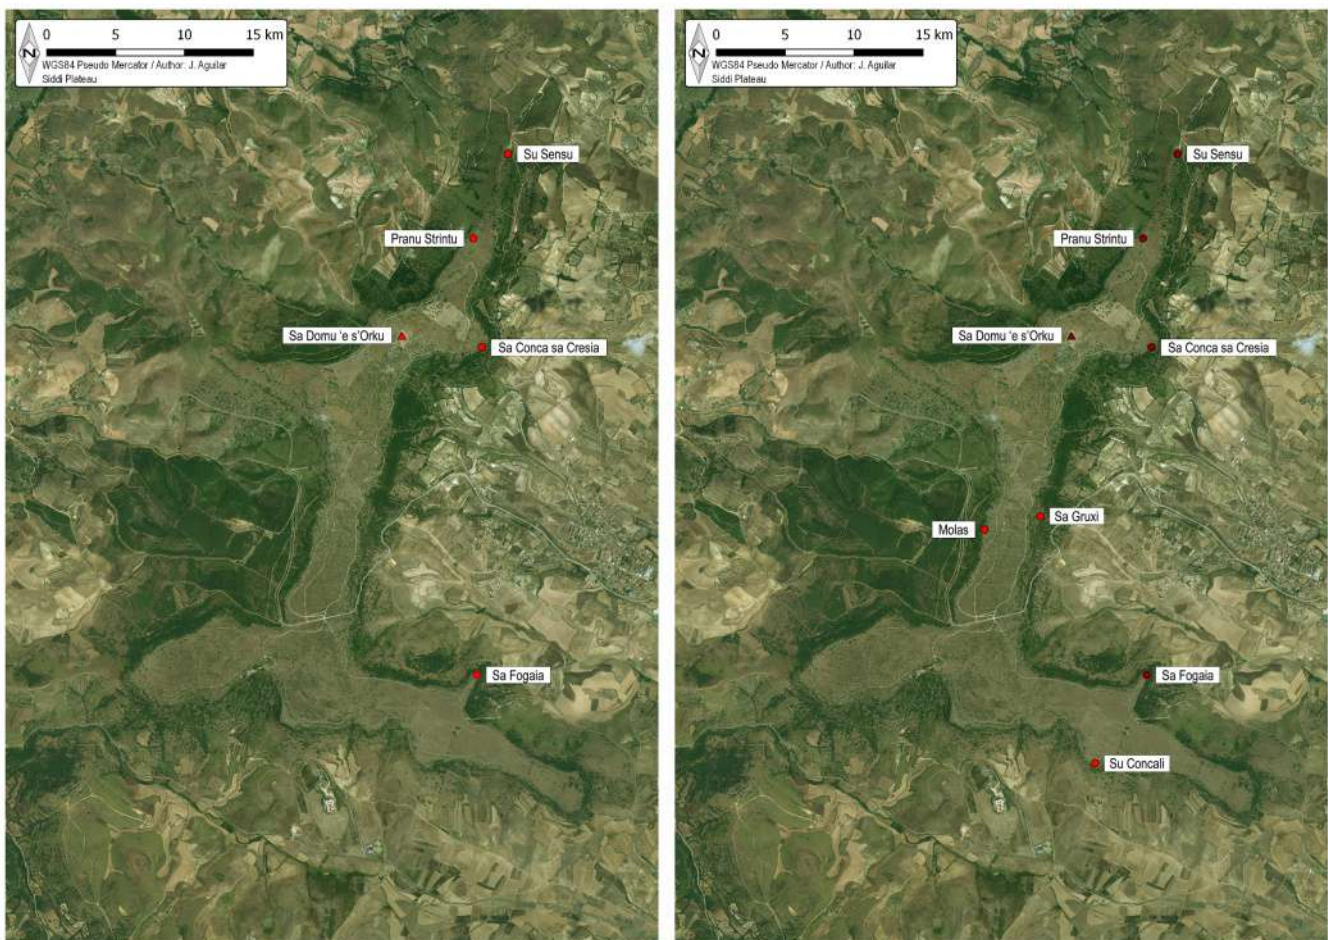 0 5 10 15 km
N
WGS84 Pseudo Mercator / Author: J. Aguilar
Siddi Plateau
Su Sensu
Pranu Strintu
Sa Domu 'e s'Orku
Sa Conca sa Cresia
Sa Fogaia
0 5 10 15 km
N
WGS84 Pseudo Mercator / Author: J. Aguilar
Siddi Plateau
Su Sensu
Pranu Strintu
Sa Domu 'e s'Orku
Sa Conca sa Cresia
Sa Gruxi
Molas
Sa Fogaia
Su Concali